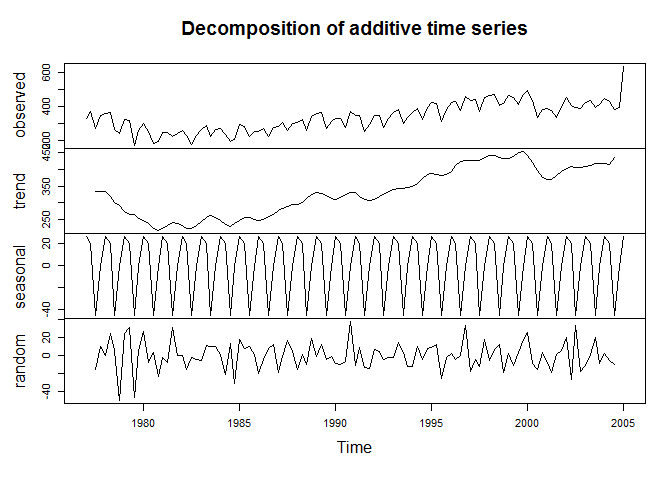 Decomposition of additive time series
observed
200 400 600
trend
250 350 450
seasonal
-40 0 20
random
-40 0 20
1980 1985 1990 1995 2000 2005
Time